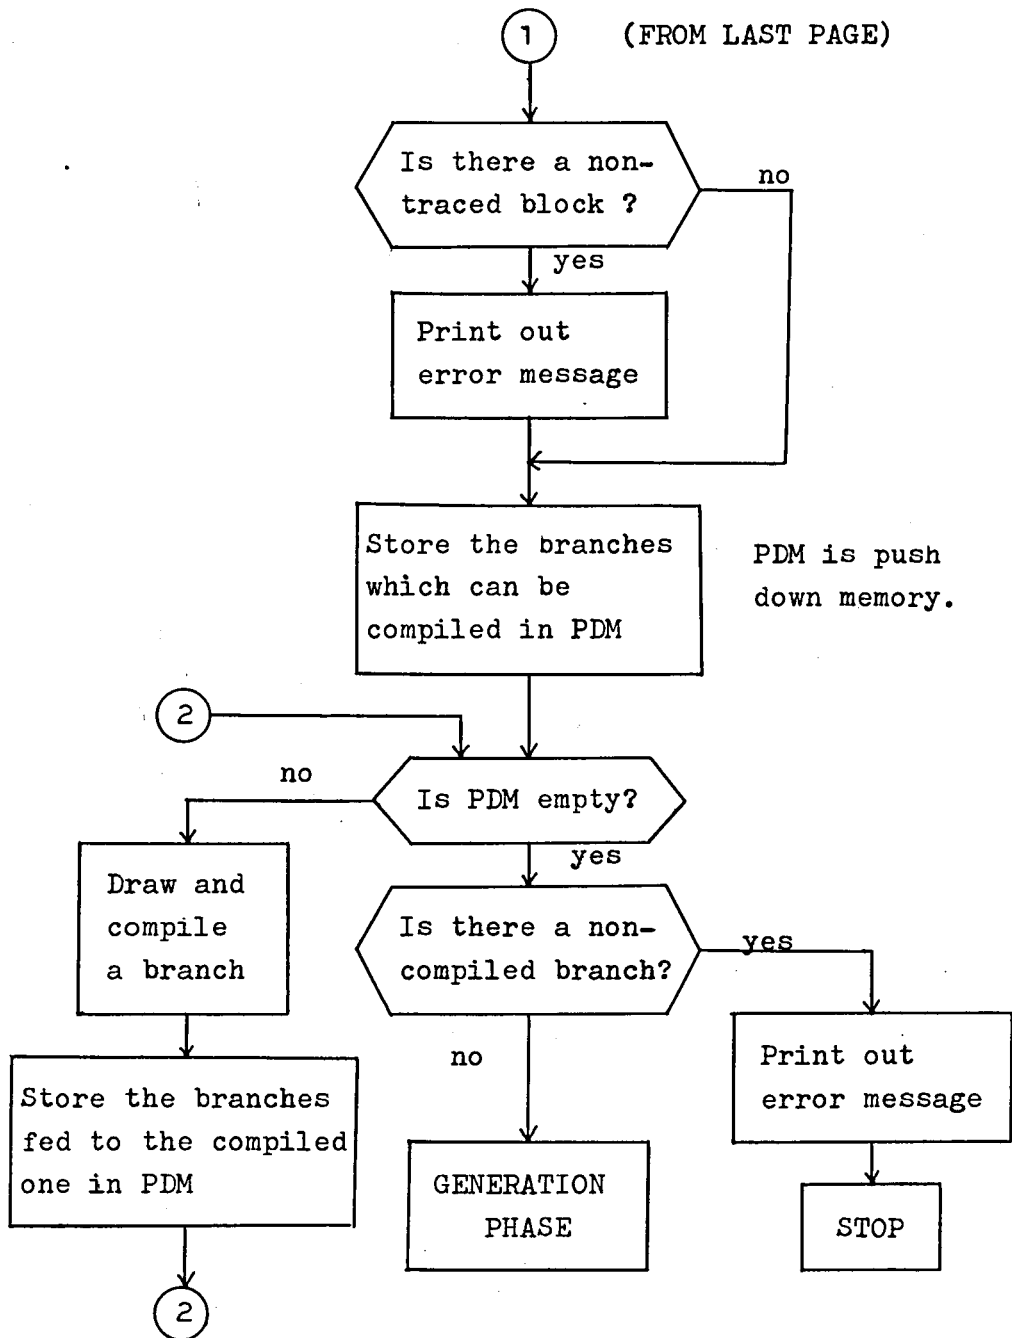 1 (FROM LAST PAGE)
Is there a non-
traced block ?
no
yes
Print out
error message
Store the branches
which can be
compiled in PDM
PDM is push
down memory.
2
no
Is PDM empty?
yes
Draw and
compile
a branch
Is there a non-
compiled branch?
yes
no
Store the branches
fed to the compiled
one in PDM
Print out
error message
GENERATION
PHASE
STOP
2